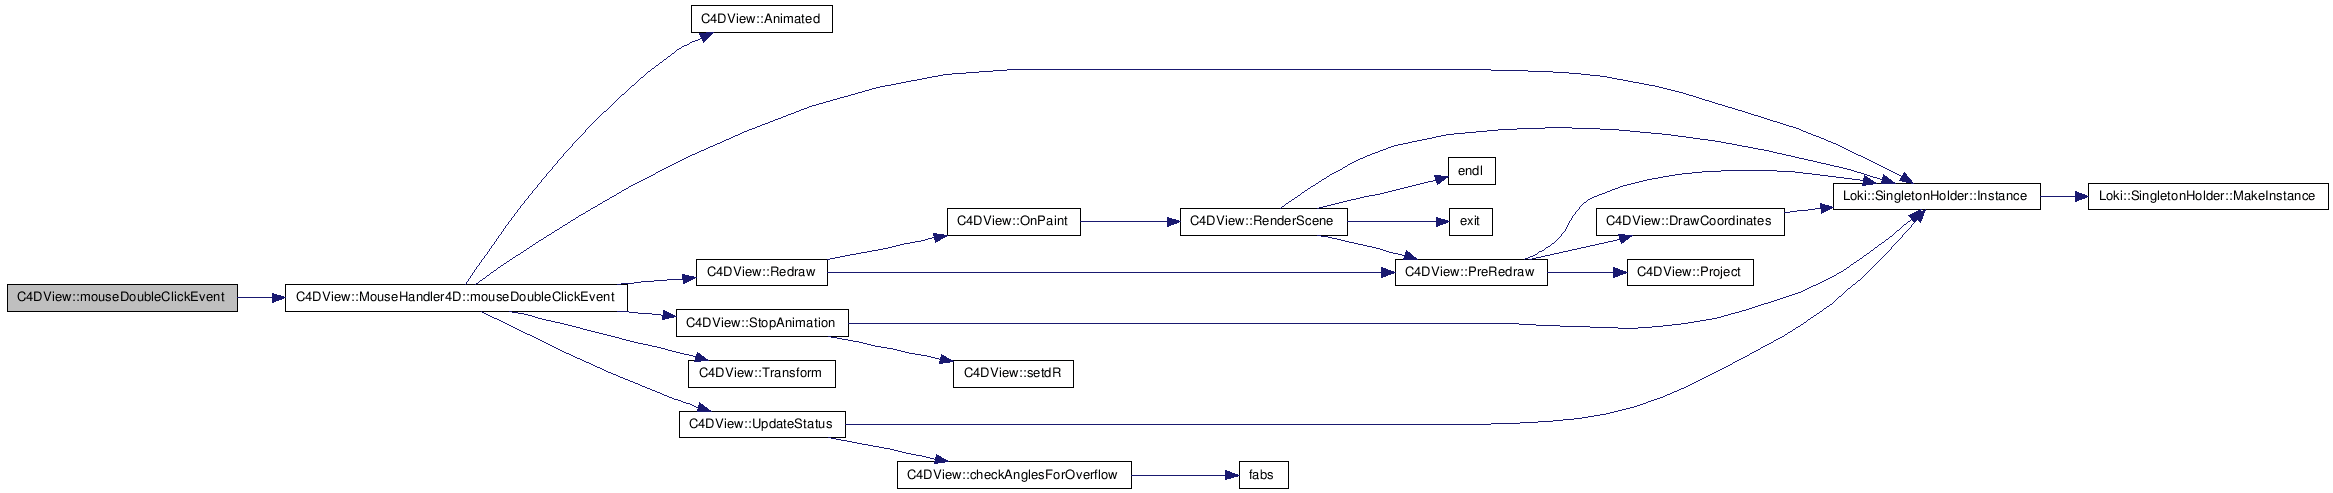 C4DView::Animated
endl
Loki::SingletonHolder::Instance
Loki::SingletonHolder::MakeInstance
C4DView::OnPaint
C4DView::RenderScene
exit
C4DView::DrawCoordinates
C4DView::Redraw
C4DView::PreRedraw
C4DView::Project
C4DView::mouseDoubleClickEvent
C4DView::MouseHandler4D::mouseDoubleClickEvent
C4DView::StopAnimation
C4DView::Transform
C4DView::setdR
C4DView::UpdateStatus
C4DView::checkAnglesForOverflow
fabs